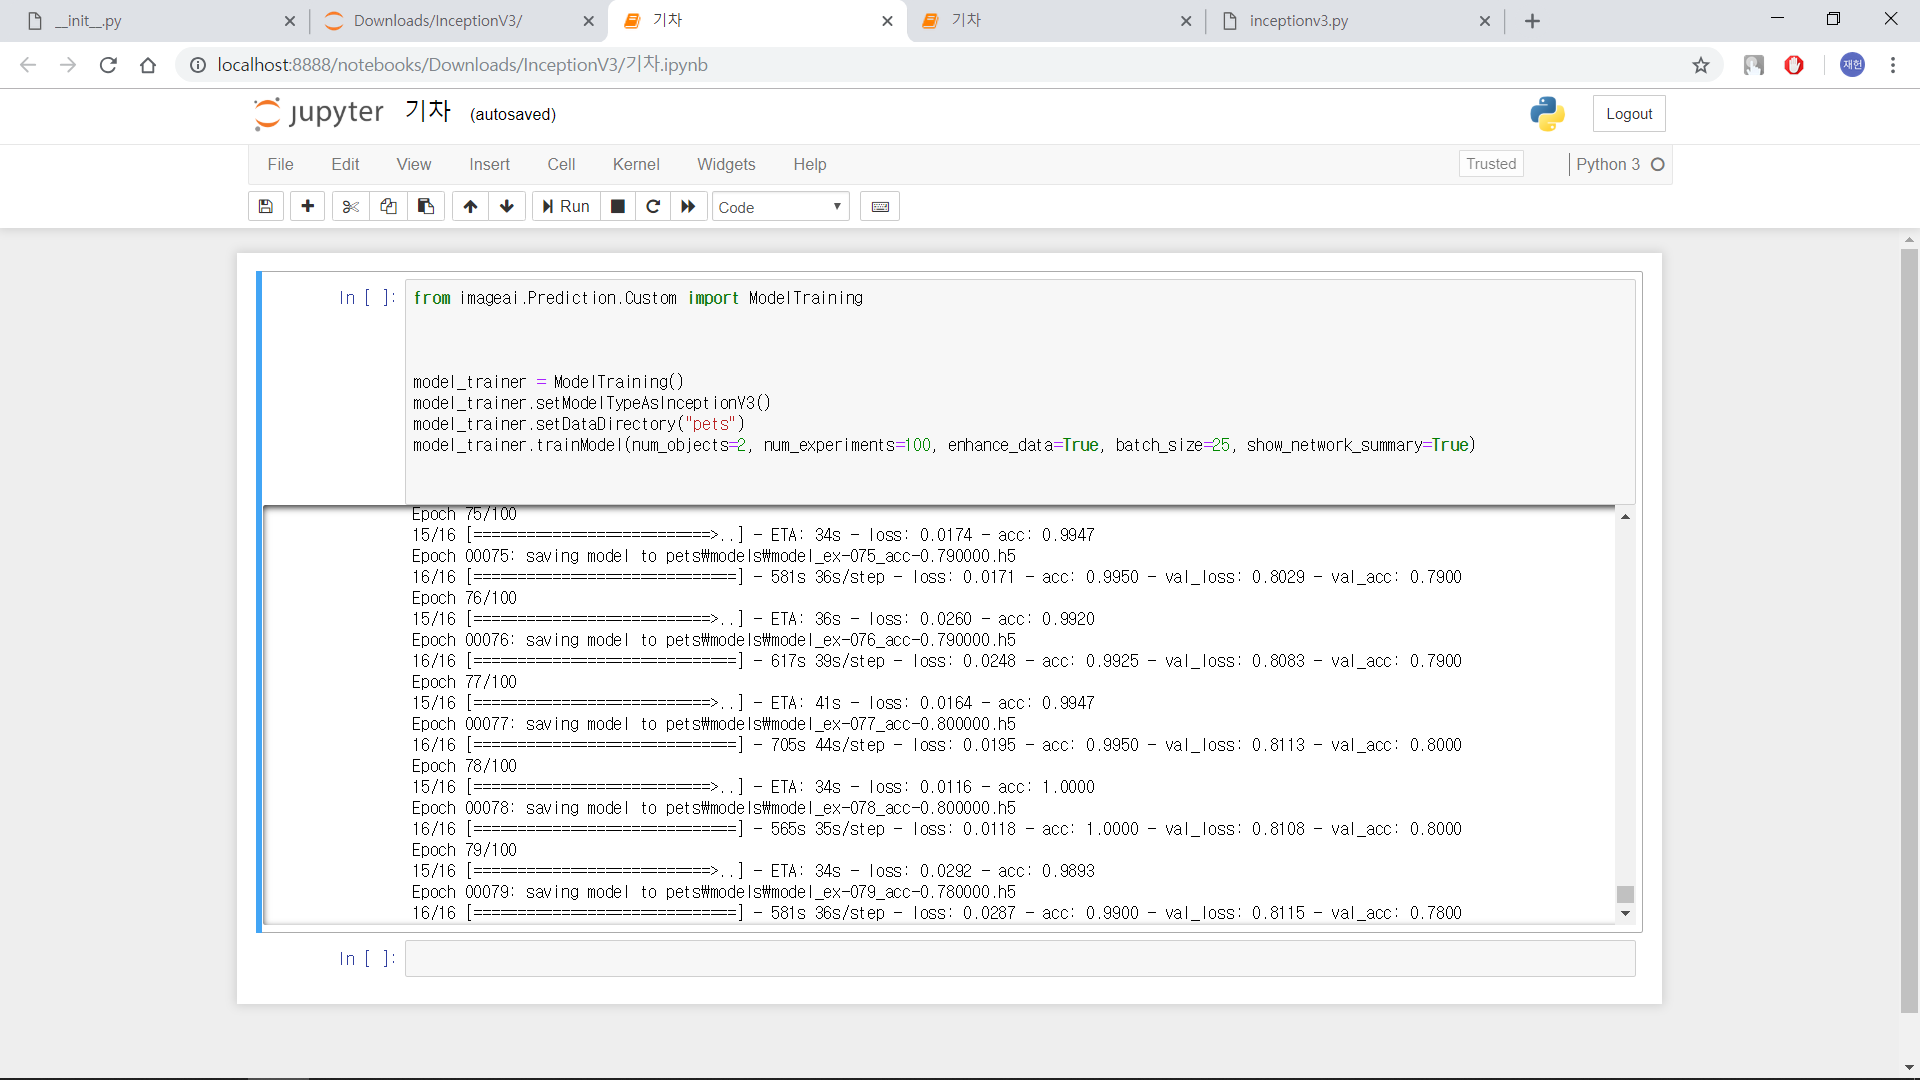 __init__.py
Downloads/InceptionV3/
기차
기차
inceptionv3.py
localhost:8888/notebooks/Downloads/InceptionV3/기차.ipynb
재헌
jupyter 기차 (autosaved)
Logout
File Edit View Insert Cell Kernel Widgets Help
Trusted
Python 3
Run
Code
In [ ]:
from imageai.Prediction.Custom import ModelTraining
model_trainer = ModelTraining()
model_trainer.setModelTypeAsInceptionV3()
model_trainer.setDataDirectory("pets")
model_trainer.trainModel(num_objects=2, num_experiments=100, enhance_data=True, batch_size=25, show_network_summary=True)
Epoch 75/100
15/16 [===========================>..] - ETA: 34s - loss: 0.0174 - acc: 0.9947
Epoch 00075: saving model to pets₩models₩model_ex-075_acc-0.790000.h5
16/16 [==============================] - 581s 36s/step - loss: 0.0171 - acc: 0.9950 - val_loss: 0.8029 - val_acc: 0.7900
Epoch 76/100
15/16 [===========================>..] - ETA: 36s - loss: 0.0260 - acc: 0.9920
Epoch 00076: saving model to pets₩models₩model_ex-076_acc-0.790000.h5
16/16 [==============================] - 617s 39s/step - loss: 0.0248 - acc: 0.9925 - val_loss: 0.8083 - val_acc: 0.7900
Epoch 77/100
15/16 [===========================>..] - ETA: 41s - loss: 0.0164 - acc: 0.9947
Epoch 00077: saving model to pets₩models₩model_ex-077_acc-0.800000.h5
16/16 [==============================] - 705s 44s/step - loss: 0.0195 - acc: 0.9950 - val_loss: 0.8113 - val_acc: 0.8000
Epoch 78/100
15/16 [===========================>..] - ETA: 34s - loss: 0.0116 - acc: 1.0000
Epoch 00078: saving model to pets₩models₩model_ex-078_acc-0.800000.h5
16/16 [==============================] - 565s 35s/step - loss: 0.0118 - acc: 1.0000 - val_loss: 0.8108 - val_acc: 0.8000
Epoch 79/100
15/16 [===========================>..] - ETA: 34s - loss: 0.0292 - acc: 0.9893
Epoch 00079: saving model to pets₩models₩model_ex-079_acc-0.780000.h5
16/16 [==============================] - 581s 36s/step - loss: 0.0287 - acc: 0.9900 - val_loss: 0.8115 - val_acc: 0.7800
In [ ]: